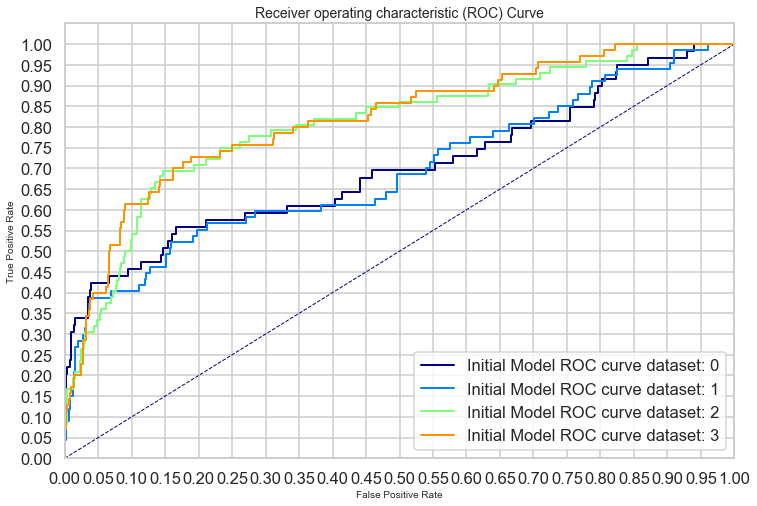 Receiver operating characteristic (ROC) Curve
1.00
0.95
0.90
0.85
0.80
0.75
0.70
0.65
0.60
0.55
0.50
0.45
0.40
0.35
0.30
0.25
0.20
0.15
0.10
0.05
0.00
True Positive Rate
Initial Model ROC curve dataset: 0
Initial Model ROC curve dataset: 1
Initial Model ROC curve dataset: 2
Initial Model ROC curve dataset: 3
0.00 0.05 0.10 0.15 0.20 0.25 0.30 0.35 0.40 0.45 0.50 0.55 0.60 0.65 0.70 0.75 0.80 0.85 0.90 0.95 1.00
False Positive Rate